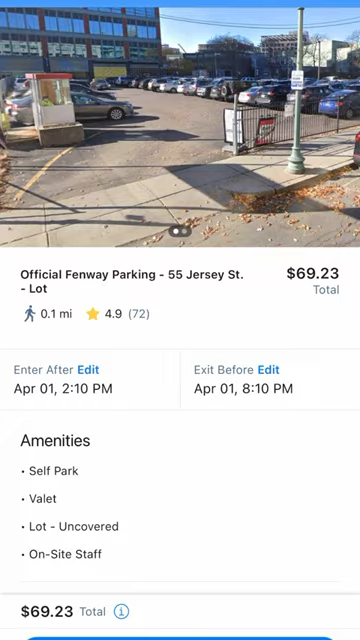 Official Fenway Parking - 55 Jersey St.
- Lot
$69.23
Total
0.1 mi
4.9 (72)
Enter After Edit
Apr 01, 2:10 PM
Exit Before Edit
Apr 01, 8:10 PM
Amenities
• Self Park
• Valet
• Lot - Uncovered
• On-Site Staff
$69.23 Total